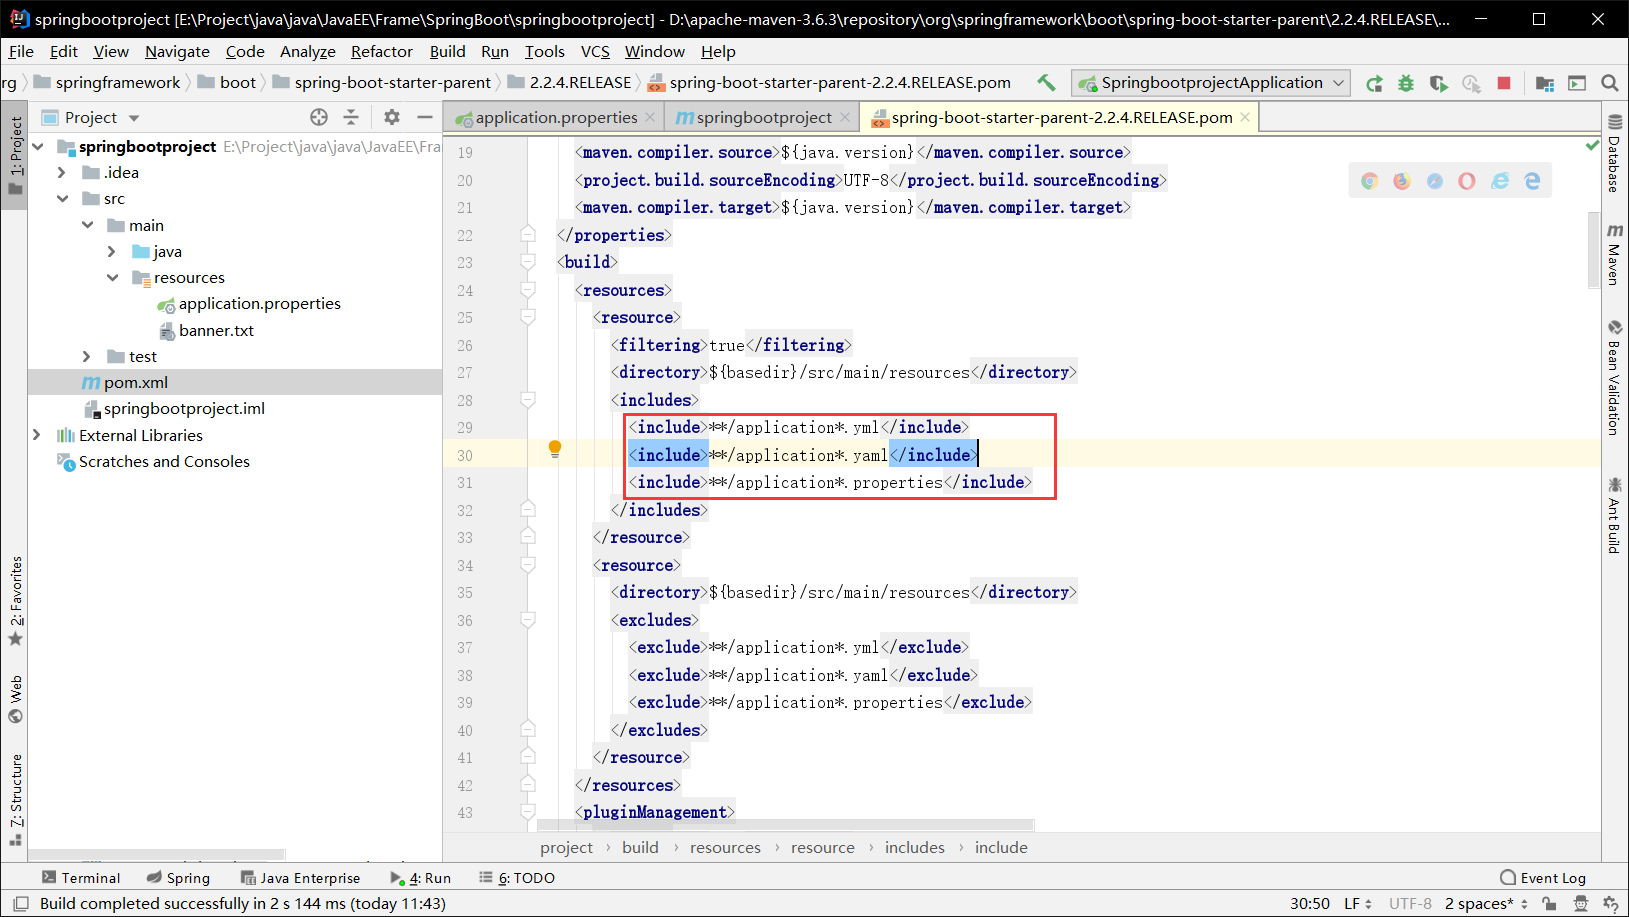 springbootproject [E:\Project\java\java\JavaEE\Frame\SpringBoot\springbootproject] - D:\apache-maven-3.6.3\repository\org\springframework\boot\spring-boot-starter-parent\2.2.4.RELEASE\...
File Edit View Navigate Code Analyze Refactor Build Run Tools VCS Window Help
rg springframework boot spring-boot-starter-parent 2.2.4.RELEASE spring-boot-starter-parent-2.2.4.RELEASE.pom SpringbootprojectApplication
Project
application.properties springbootproject spring-boot-starter-parent-2.2.4.RELEASE.pom
1: Project
2: Favorites
Web
Z: Structure
springbootproject E:\Project\java\java\JavaEE\Fra
.idea
src
main
java
resources
application.properties
banner.txt
test
pom.xml
springbootproject.iml
External Libraries
Scratches and Consoles
19 <maven.compiler.source>${java.version}</maven.compiler.source>
20 <project.build.sourceEncoding>UTF-8</project.build.sourceEncoding>
21 <maven.compiler.target>${java.version}</maven.compiler.target>
22 </properties>
23 <build>
24 <resources>
25 <resource>
26 <filtering>true</filtering>
27 <directory>${basedir}/src/main/resources</directory>
28 <includes>
29 <include>**/application*.yml</include>
30 <include>**/application*.yaml</include>
31 <include>**/application*.properties</include>
32 </includes>
33 </resource>
34 <resource>
35 <directory>${basedir}/src/main/resources</directory>
36 <excludes>
37 <exclude>**/application*.yml</exclude>
38 <exclude>**/application*.yaml</exclude>
39 <exclude>**/application*.properties</exclude>
40 </excludes>
41 </resource>
42 </resources>
43 <pluginManagement>
project › build › resources › resource › includes › include
Database
Maven
Bean Validation
Ant Build
Terminal Spring Java Enterprise 4: Run 6: TODO Event Log
Build completed successfully in 2 s 144 ms (today 11:43) 30:50 LF UTF-8 2 spaces*